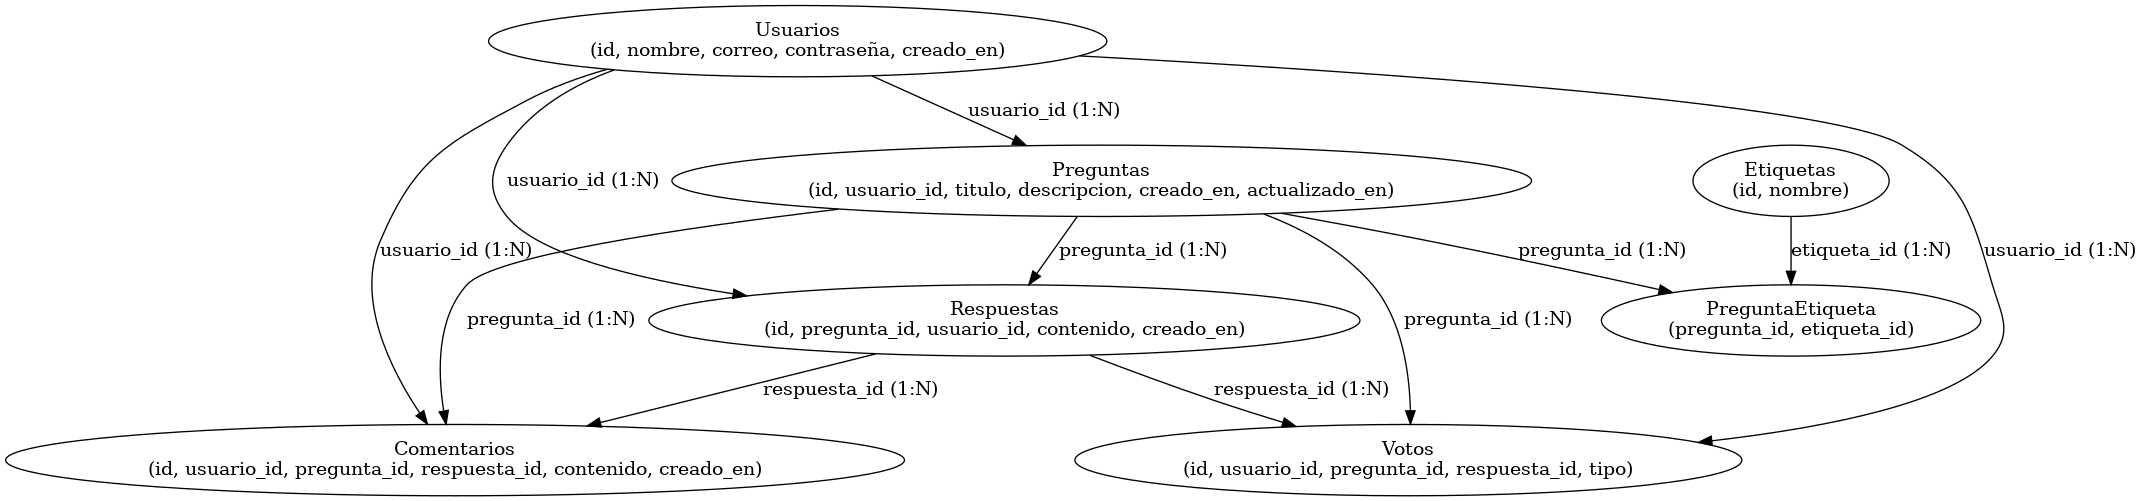 Usuarios
(id, nombre, correo, contraseña, creado_en)
usuario_id (1:N)
Preguntas
(id, usuario_id, titulo, descripcion, creado_en, actualizado_en)
Etiquetas
(id, nombre)
usuario_id (1:N)
usuario_id (1:N)
pregunta_id (1:N)
pregunta_id (1:N)
etiqueta_id (1:N)
usuario_id (1:N)
pregunta_id (1:N)
Respuestas
(id, pregunta_id, usuario_id, contenido, creado_en)
pregunta_id (1:N)
PreguntaEtiqueta
(pregunta_id, etiqueta_id)
respuesta_id (1:N)
respuesta_id (1:N)
Comentarios
(id, usuario_id, pregunta_id, respuesta_id, contenido, creado_en)
Votos
(id, usuario_id, pregunta_id, respuesta_id, tipo)